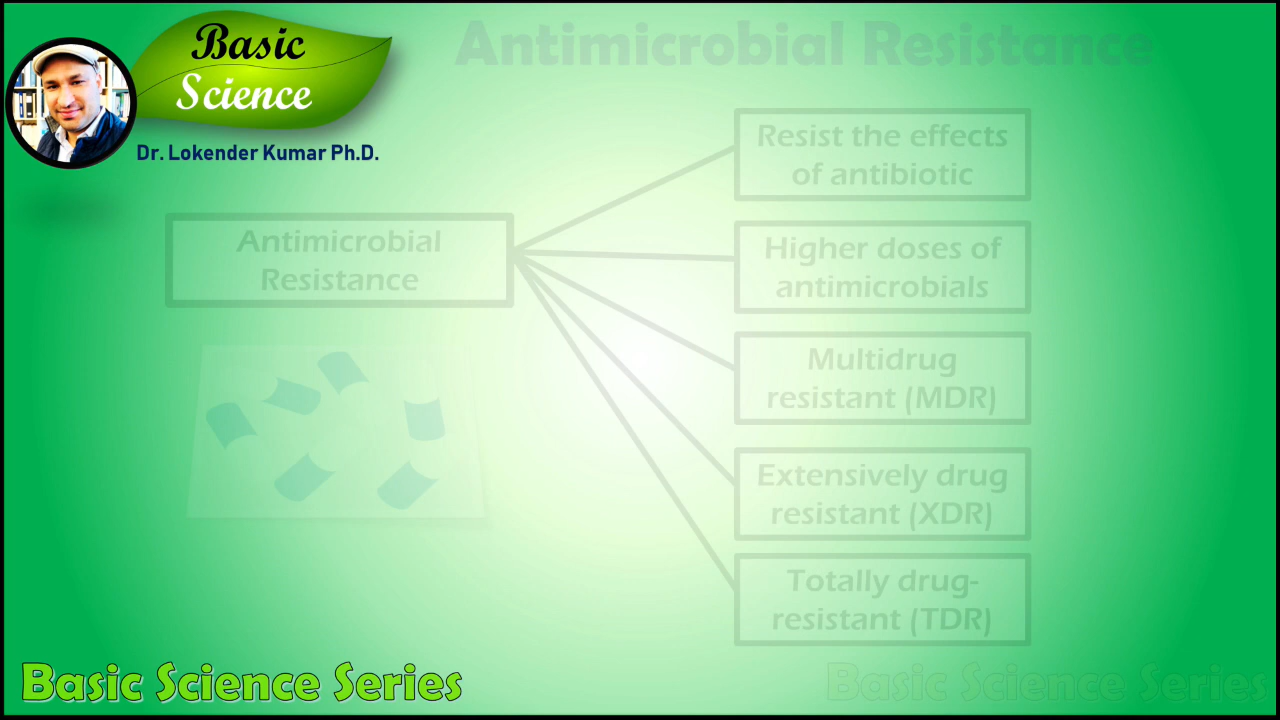 Basic
Science
Dr. Lokender Kumar Ph.D.
Antimicrobial Resistance
Antimicrobial
Resistance
Resist the effects
of antibiotic
Higher doses of
antimicrobials
Multidrug
resistant (MDR)
Extensively drug
resistant (XDR)
Totally drug-
resistant (TDR)
Basic Science Series
Basic Science Series